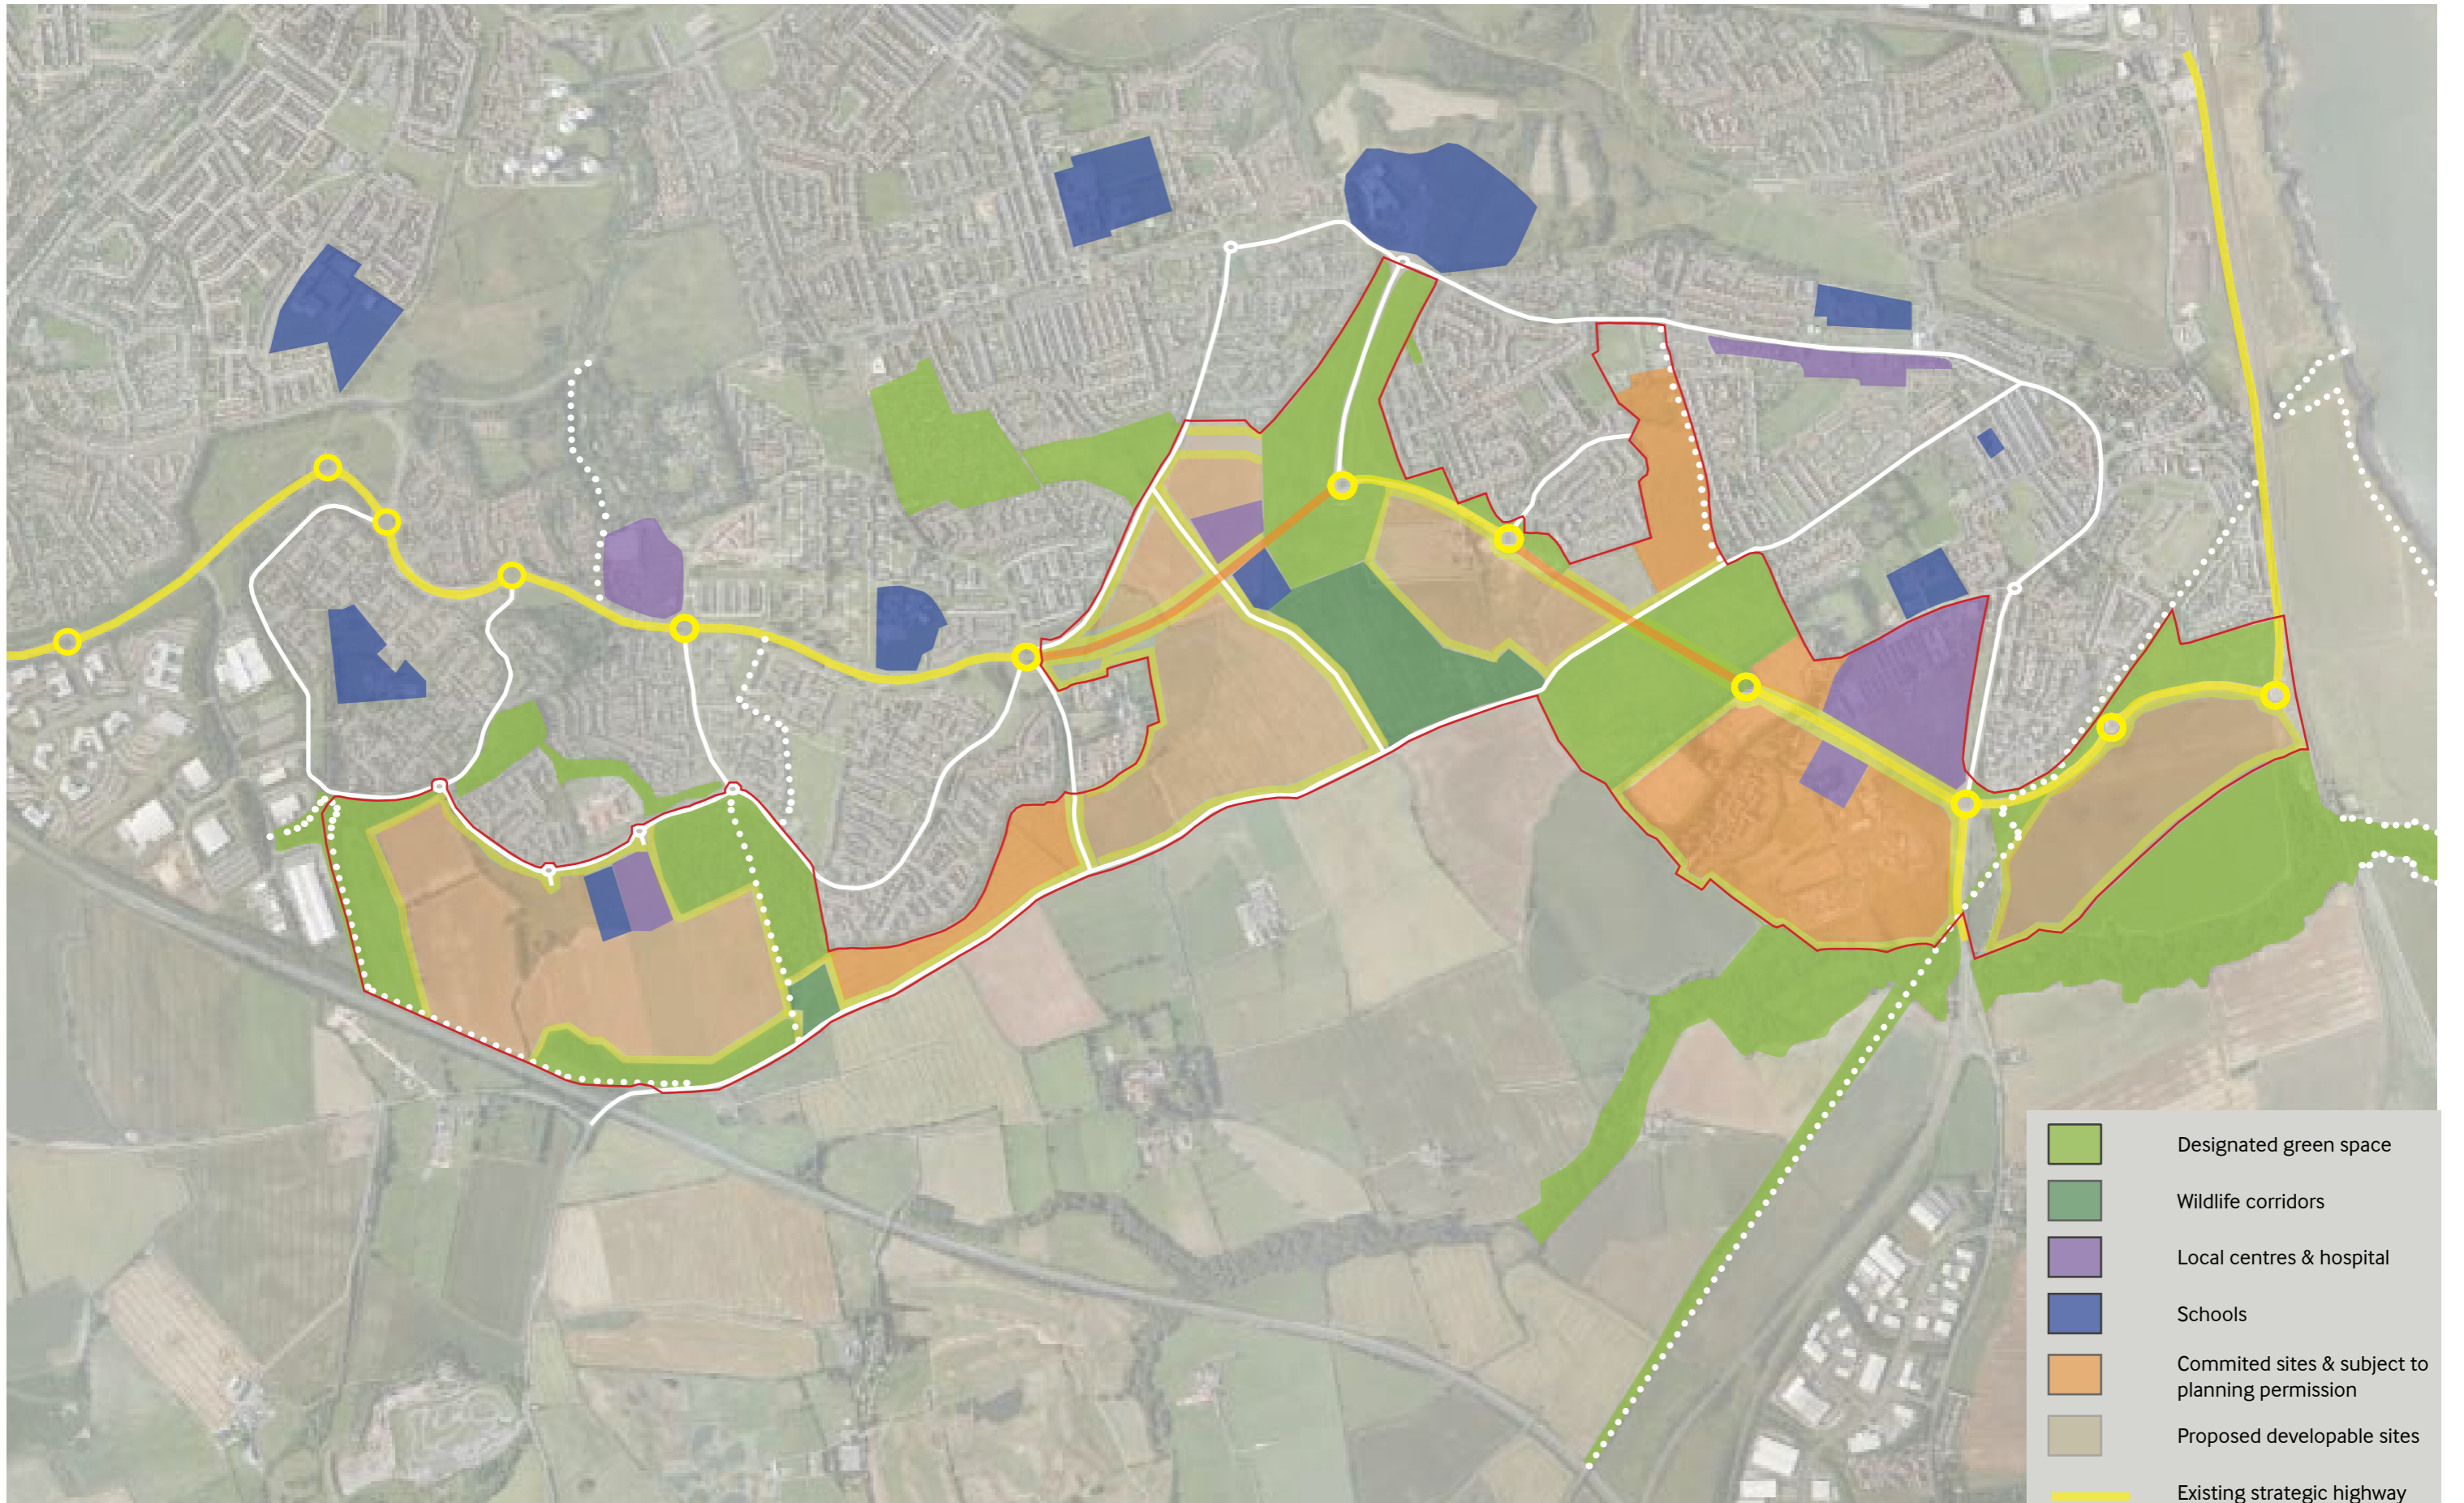 Designated green space
Wildlife corridors
Local centres & hospital
Schools
Commited sites & subject to
planning permission
Proposed developable sites
Existing strategic highway